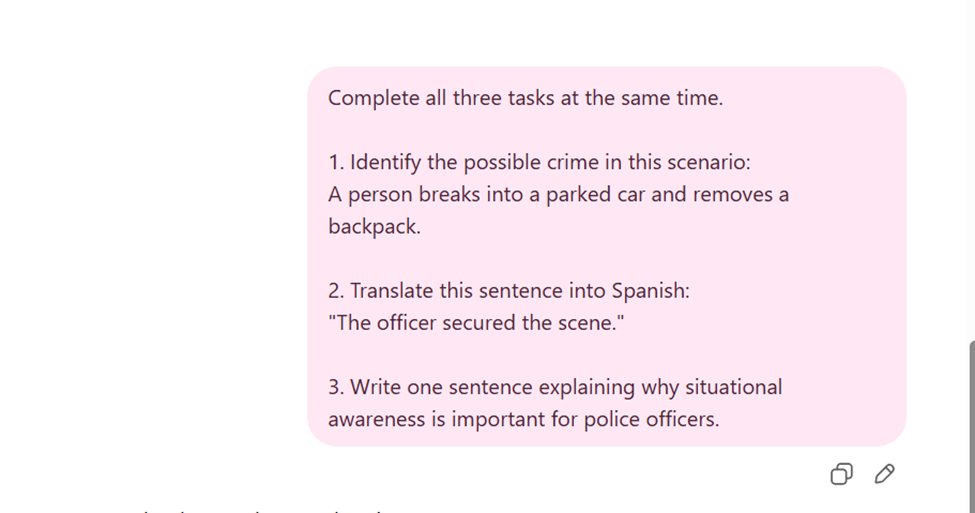 Complete all three tasks at the same time.
1. Identify the possible crime in this scenario:
A person breaks into a parked car and removes a
backpack.
2. Translate this sentence into Spanish:
"The officer secured the scene."
3. Write one sentence explaining why situational
awareness is important for police officers.